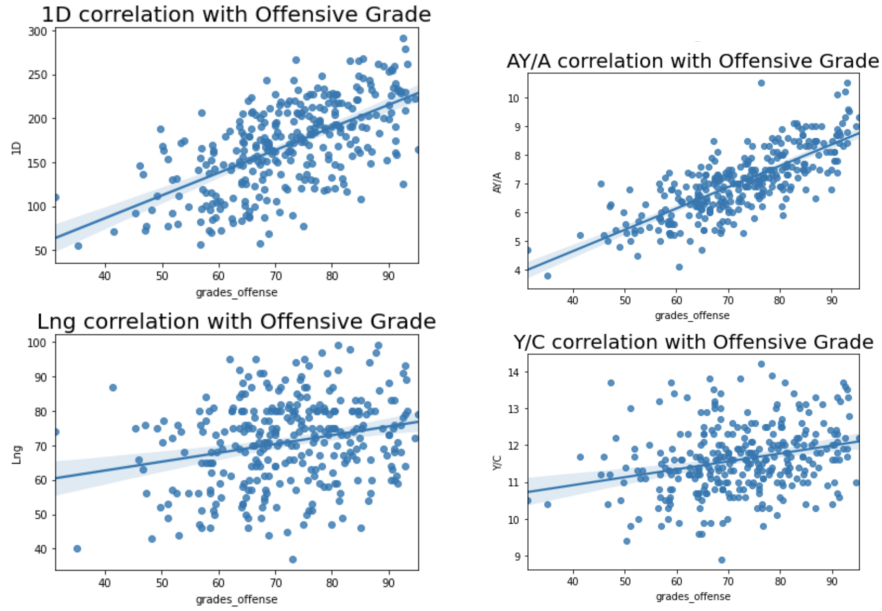 1D correlation with Offensive Grade
300
250
200
150
100
50
1D
40 50 60 70 80 90
grades_offense
AY/A correlation with Offensive Grade
10
9
8
7
6
5
4
AY/A
40 50 60 70 80 90
grades_offense
Lng correlation with Offensive Grade
100
90
80
70
60
50
40
Lng
40 50 60 70 80 90
grades_offense
Y/C correlation with Offensive Grade
14
13
12
11
10
9
Y/C
40 50 60 70 80 90
grades_offense